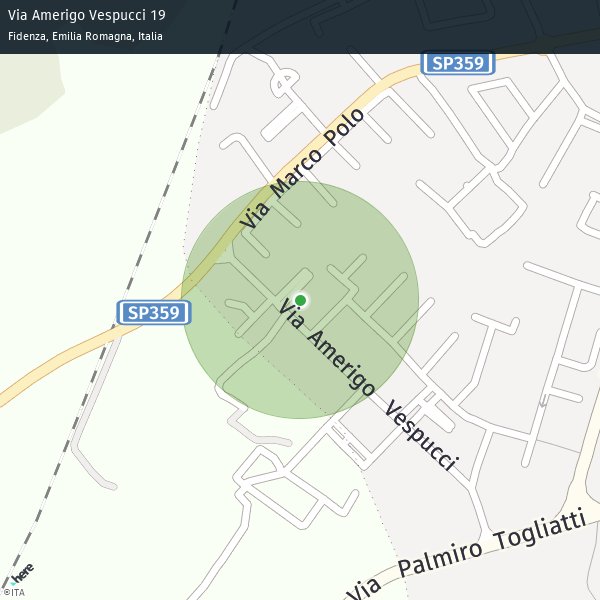 Via Amerigo Vespucci 19
Fidenza, Emilia Romagna, Italia
SP359
Via Marco Polo
SP359
Via Amerigo Vespucci
Via Palmiro Togliatti
here
©ITA